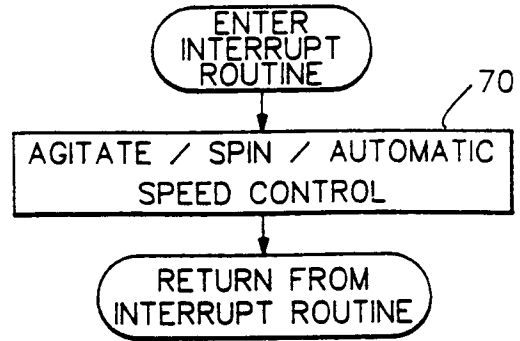 ENTER
INTERRUPT
ROUTINE
70
AGITATE / SPIN / AUTOMATIC
SPEED CONTROL
RETURN FROM
INTERRUPT ROUTINE